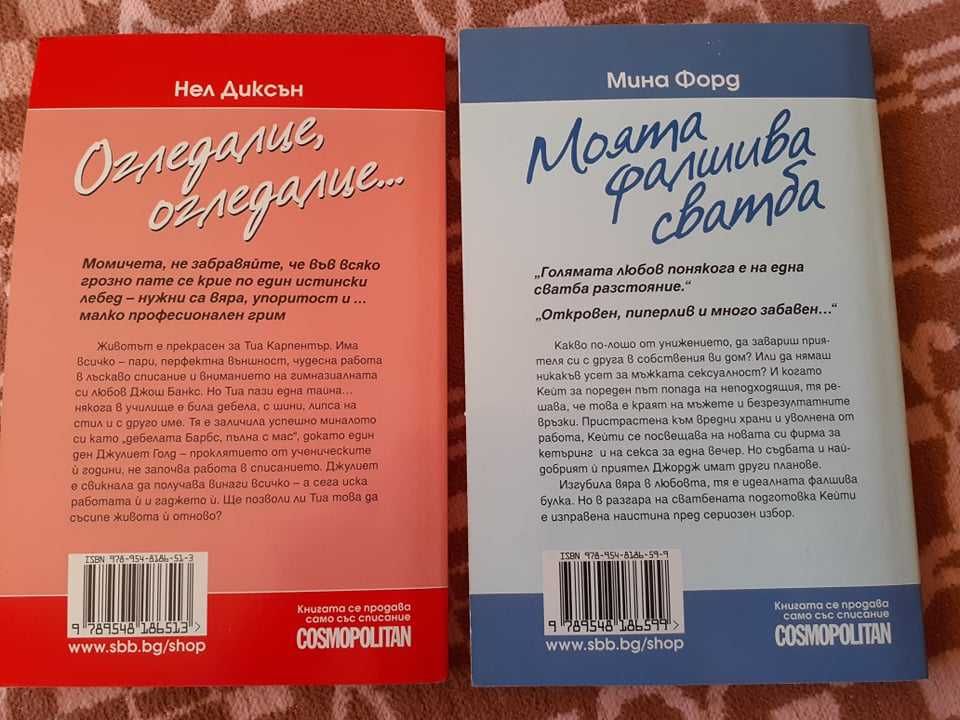 Нел Диксън
Огледалце,
огледалце...
Момичета, не забравяйте, че във всяко
грозно пате се крие по един истински
лебед – нужни са вяра, упоритост и ...
малко професионален грим
Животът е прекрасен за Тиа Карпентър. Има
всичко – пари, перфектна външност, чудесна работа
в лъскаво списание и вниманието на гимназиалната
си любов Джош Банкс. Но Тиа пази една тайна...
някога в училище е била дебела, с шини, липса на
стил и с друго име. Тя е заличила успешно миналото
си като „дебелата Барбс, пълна с мас“, докато един
ден Джулиет Голд – проклятието от ученическите
ѝ години, не започва работа в списанието. Джулиет
е свикнала да получава винаги всичко – а сега иска
работата ѝ и гаджето ѝ. Ще позволи ли Тиа това да
съсипе живота ѝ отново?
ISBN 978-954-8186-51-3
9 789548 186513
www.sbb.bg/shop
Книгата се продава
само със списание
COSMOPOLITAN
Мина Форд
Моята
фалшива
сватба
„Голямата любов понякога е на една
сватба разстояние.“
„Откровен, пиперлив и много забавен...“
Какво по-лошо от унижението, да завариш прия-
теля си с друга в собствения ви дом? Или да нямаш
никакъв усет за мъжката сексуалност? И когато
Кейт за пореден път попада на неподходящия, тя ре-
шава, че това е краят на мъжете и безрезултатните
връзки. Пристрастена към вредни храни и уволнена от
работа, Кейти се посвещава на новата си фирма за
кетъринг и на секса за една вечер. Но съдбата и най-
добрият ѝ приятел Джордж имат други планове.
Изгубила вяра в любовта, тя е идеалната фалшива
булка. Но в разгара на сватбената подготовка Кейти
е изправена наистина пред сериозен избор.
ISBN 978-954-8186-59-9
9 789548 186599
www.sbb.bg/shop
Книгата се продава
само със списание
COSMOPOLITAN